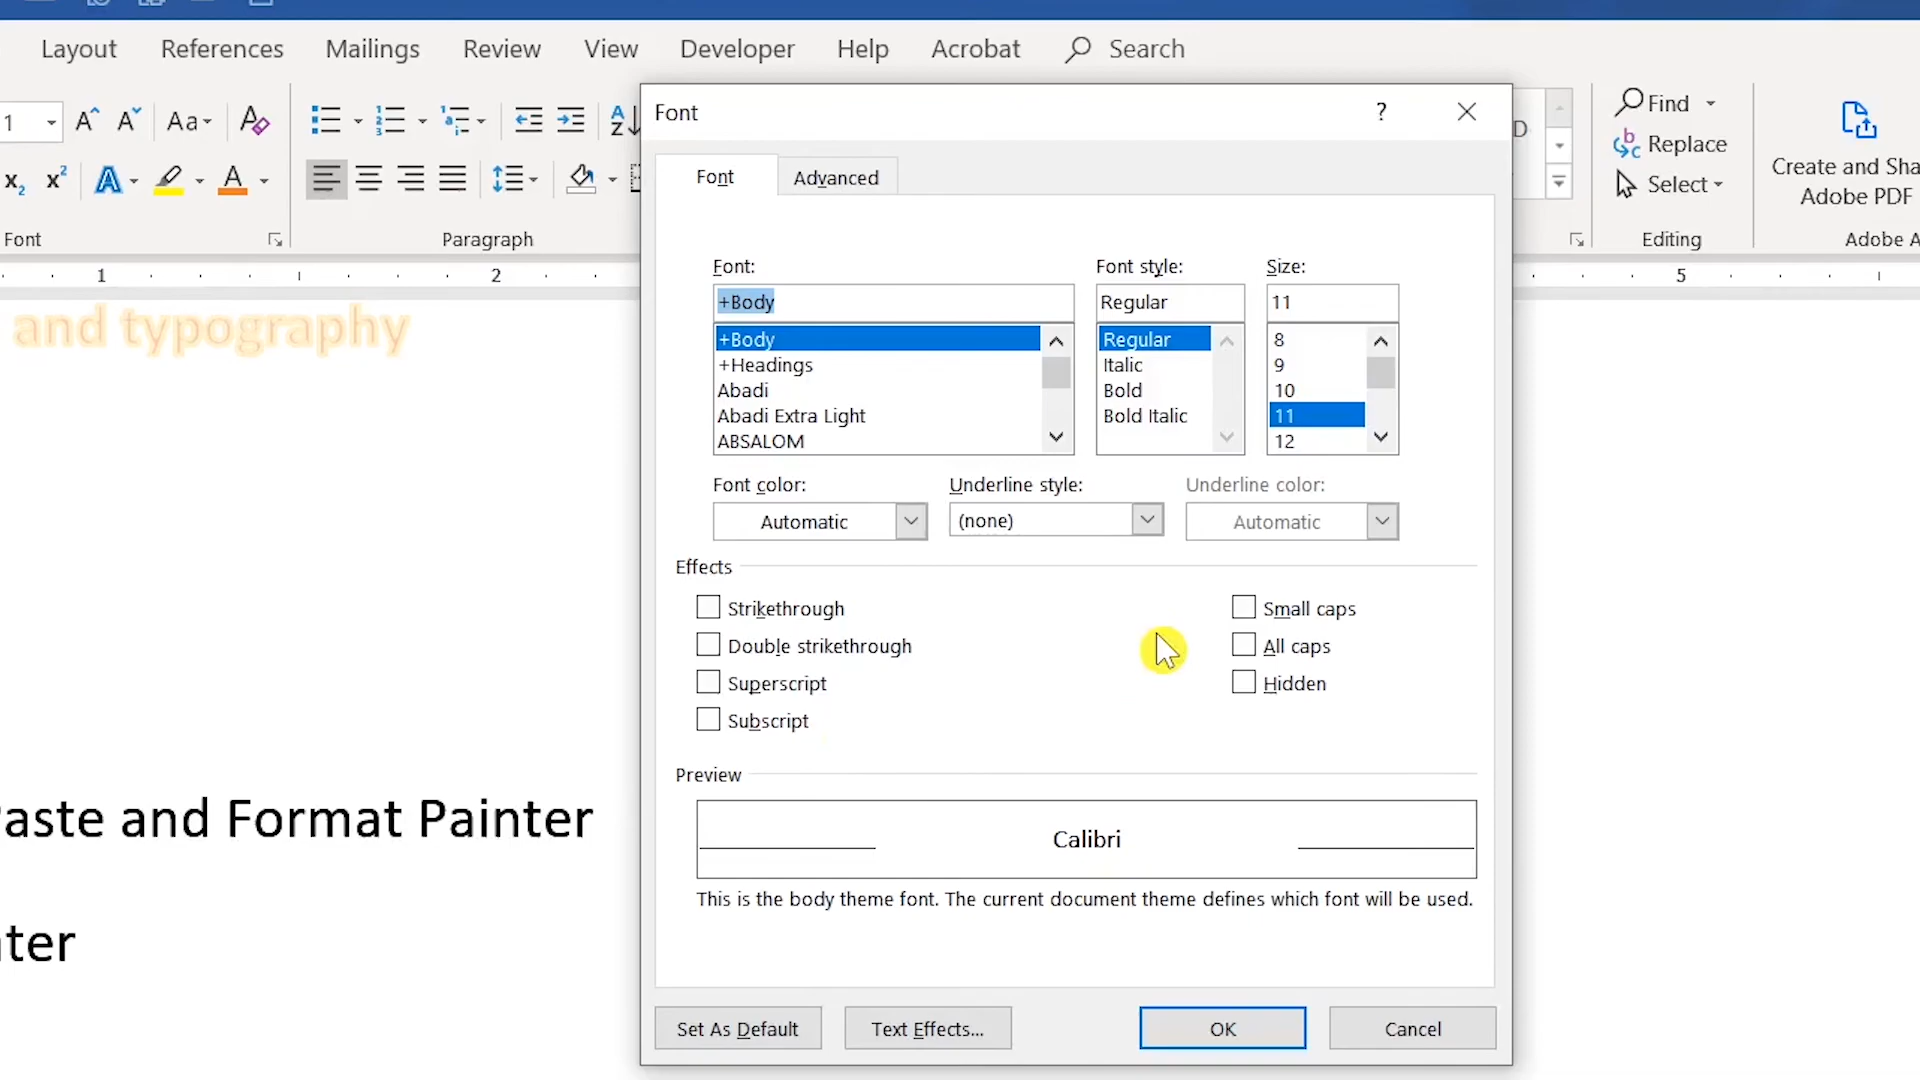 Layout References Mailings Review View Developer Help Acrobat Search
1 Aa
Find
Replace
Select
Create and Sha
Adobe PDF
Font Paragraph Editing Adobe A
1 2 5
and typography
aste and Format Painter
ter
Font ?
Font Advanced
Font: Font style: Size:
+Body Regular 11
+Body Regular 8
+Headings Italic 9
Abadi Bold 10
Abadi Extra Light Bold Italic 11
ABSALOM 12
Font color: Underline style: Underline color:
Automatic (none) Automatic
Effects
Strikethrough Small caps
Double strikethrough All caps
Superscript Hidden
Subscript
Preview
Calibri
This is the body theme font. The current document theme defines which font will be used.
Set As Default Text Effects... OK Cancel